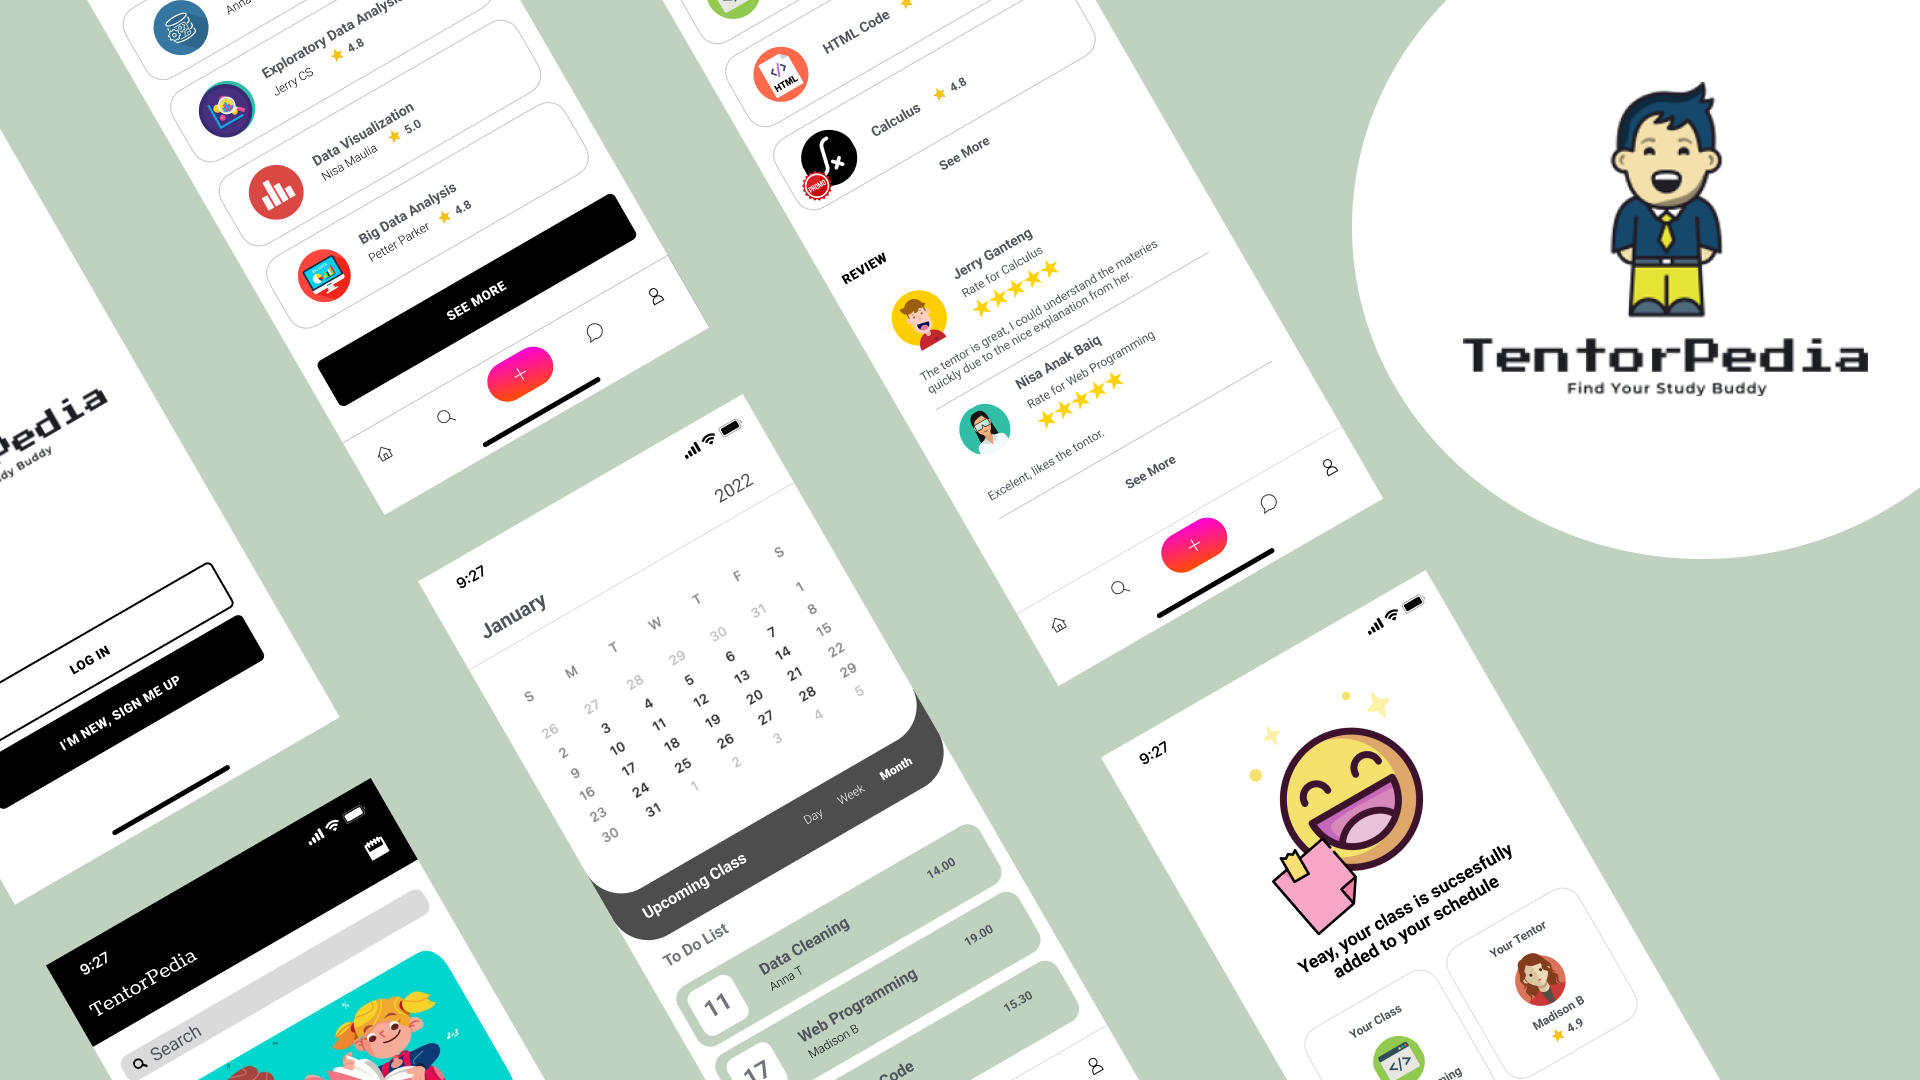 Anna
Exploratory Data Analysis
Jerry CS
4.8
Data Visualization
Nisa Maulia
5.0
Big Data Analysis
Petter Parker
4.8
SEE MORE
HTML Code
HTML
Calculus
4.8
PROMO
See More
REVIEW
Jerry Ganteng
Rate for Calculus
The tentor is great, I could understand the materies
quickly due to the nice explanation from her.
Nisa Anak Baiq
Rate for Web Programming
Excelent, likes the tontor.
See More
TentorPedia
Find Your Study Buddy
Pedia
dy Buddy
LOG IN
I'M NEW, SIGN ME UP
9:27
TentorPedia
Search
2+3
9:27
2022
January
S M T W T F S
26 27 28 29 30 31 1
2 3 4 5 6 7 8
9 10 11 12 13 14 15
16 17 18 19 20 21 22
23 24 25 26 27 28 29
30 31 1 2 3 4 5
Upcoming Class
Day Week Month
To Do List
11
Data Cleaning
Anna T
14.00
17
Web Programming
Madison B
19.00
Code
15.30
9:27
Yeay, your class is succsesfully
added to your schedule
Your Class
</>
ming
Your Tentor
Madison B
4.9